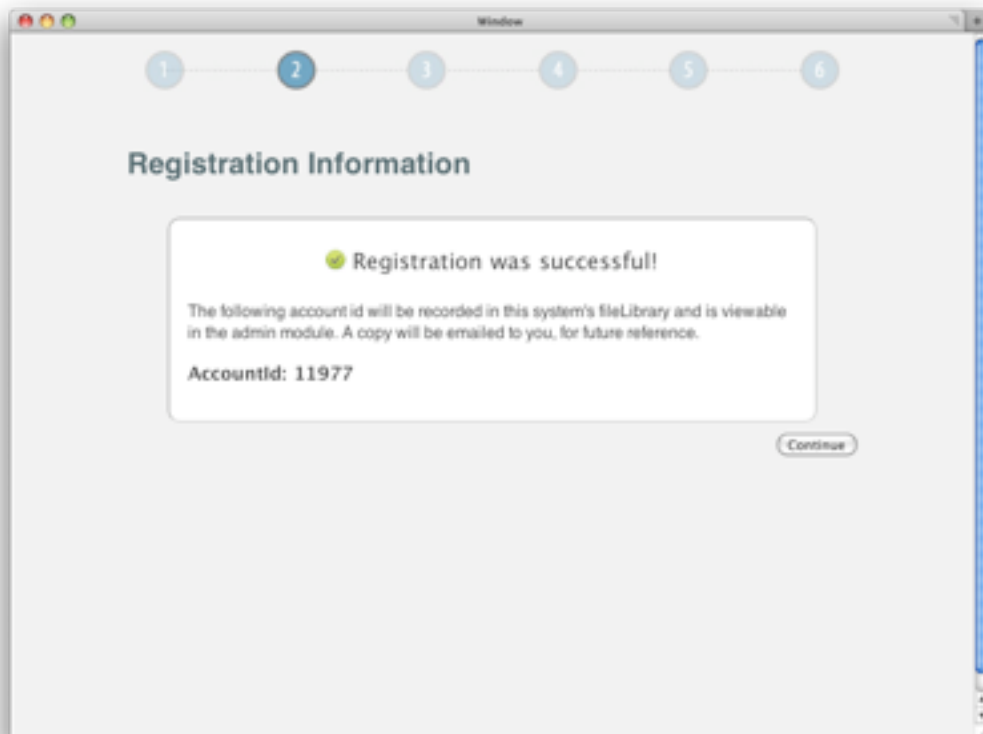 Window
1 2 3 4 5 6
Registration Information
Registration was successful!
The following account id will be recorded in this system's fileLibrary and is viewable
in the admin module. A copy will be emailed to you, for future reference.
AccountId: 11977
Continue